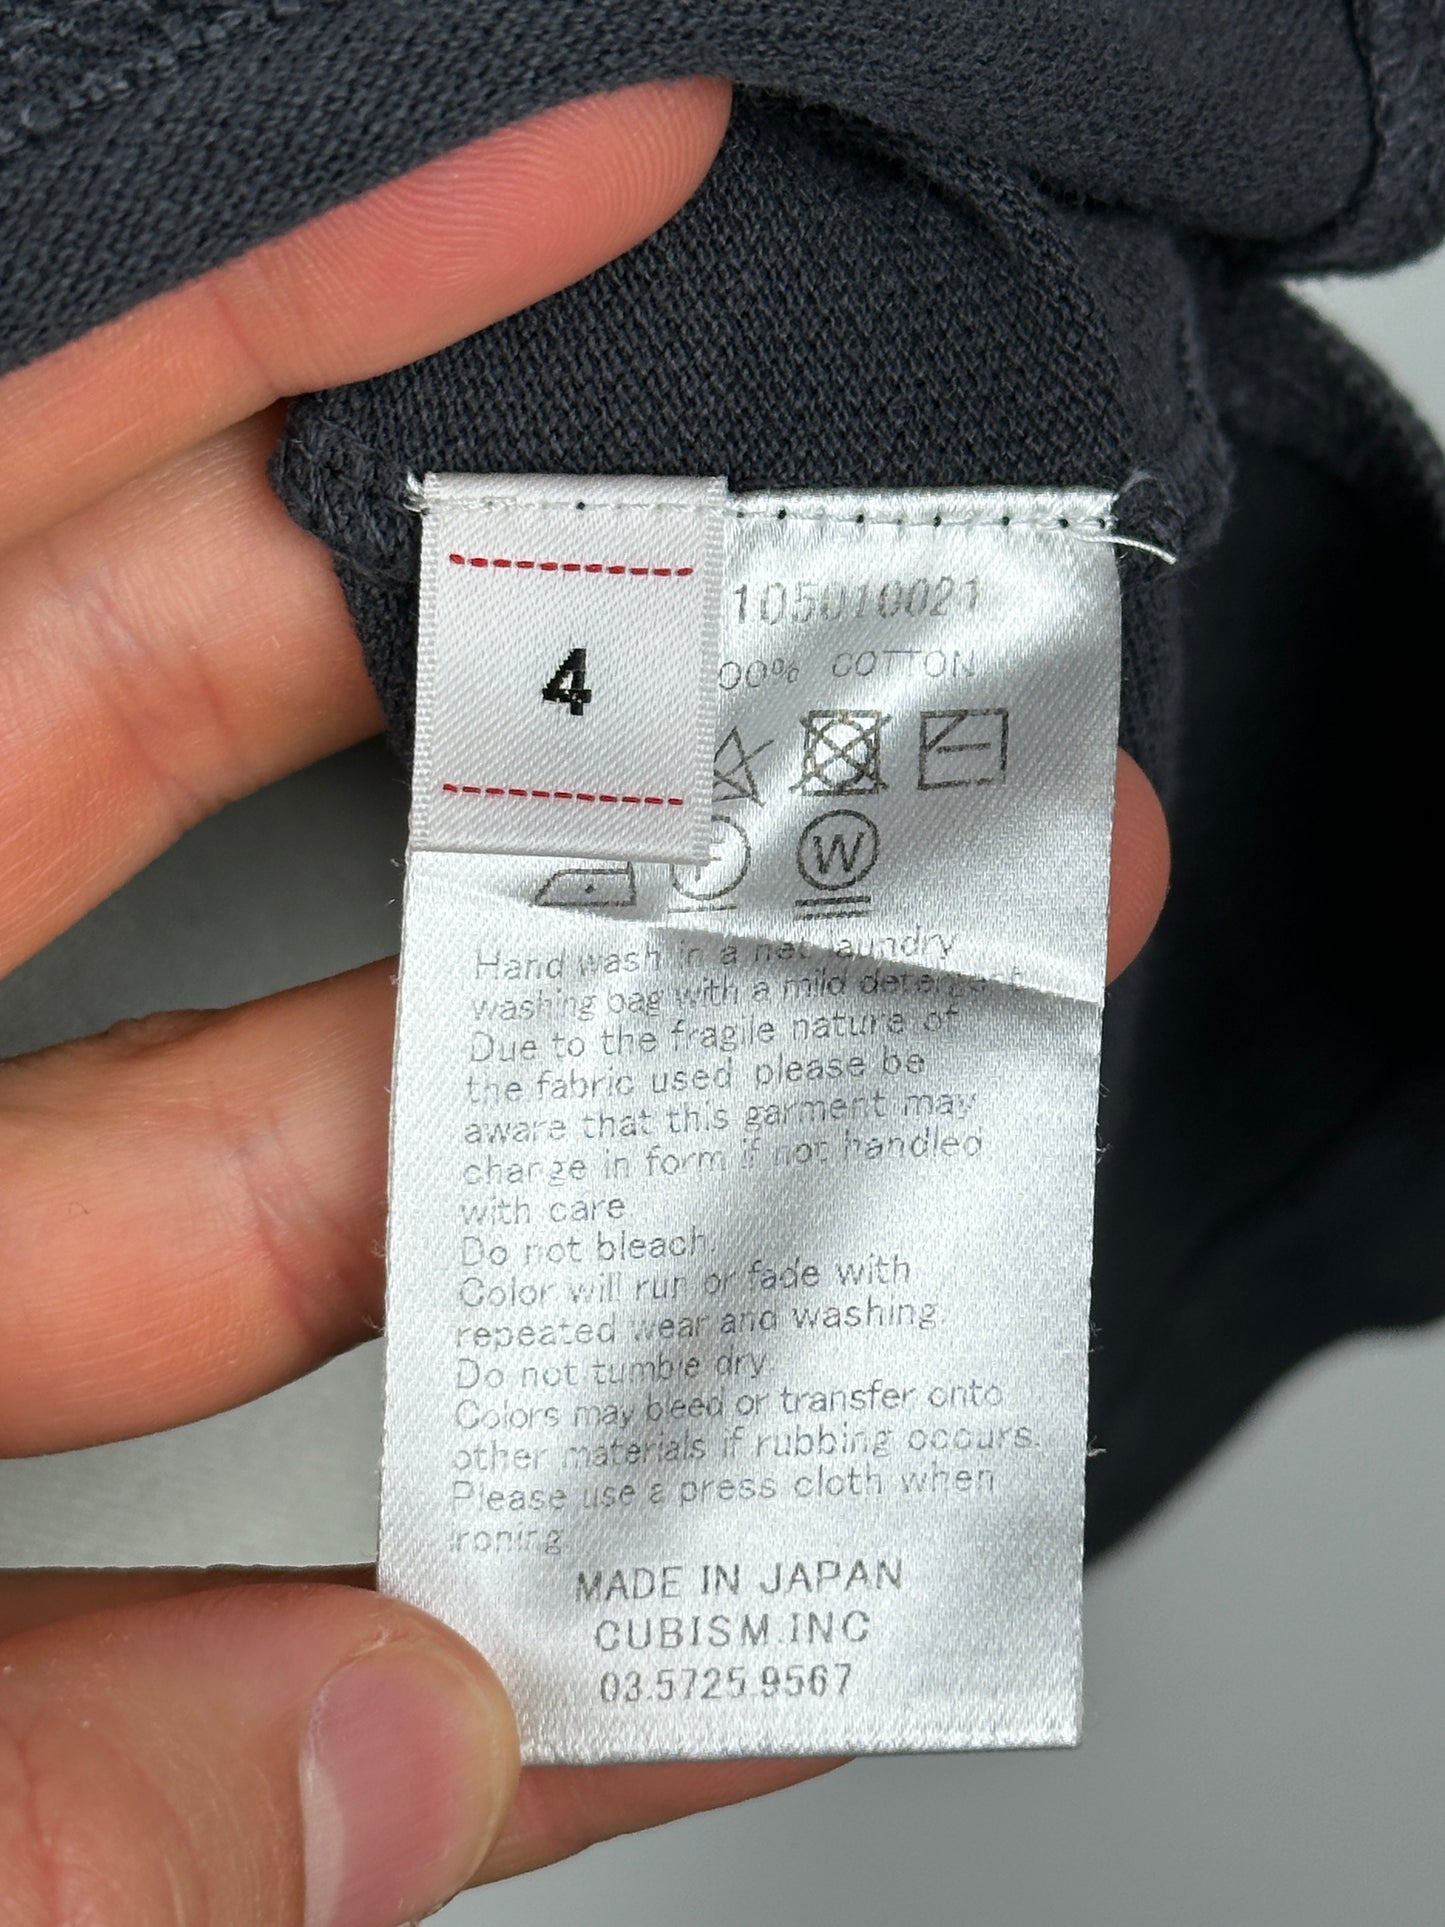 4
105010021
00% COTTON
F
W
Hand wash in a net laundry
washing bag with a mild detergent
Due to the fragile nature of
the fabric used please be
aware that this garment may
change in form if not handled
with care
Do not bleach.
Color will run or fade with
repeated wear and washing.
Do not tumble dry
Colors may bleed or transfer onto
other materials if rubbing occurs.
Please use a press cloth when
ironing
MADE IN JAPAN
CUBISM.INC
03.5725.9567